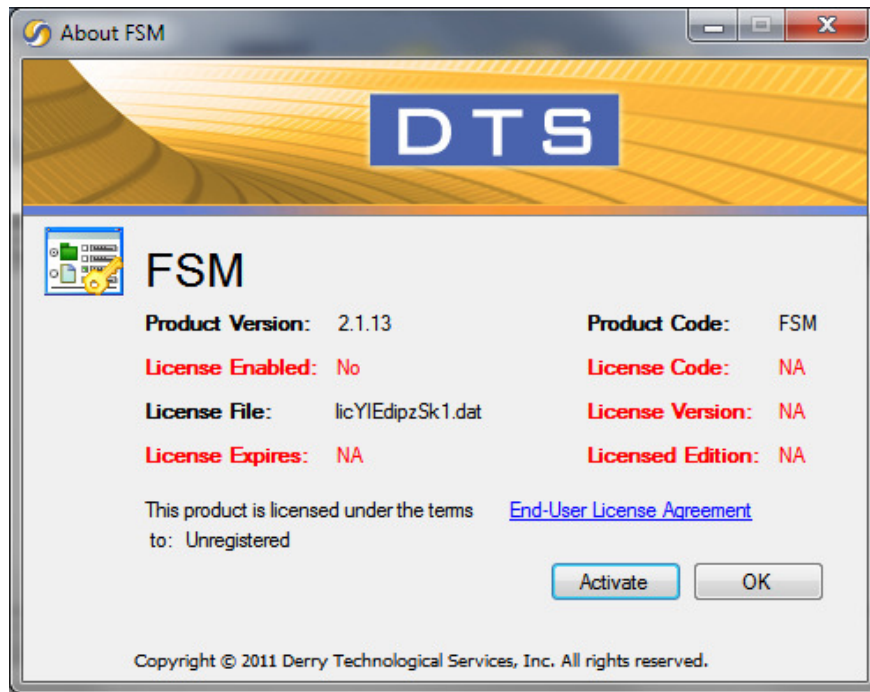 About FSM
DTS
FSM
Product Version: 2.1.13 Product Code: FSM
License Enabled: No License Code: NA
License File: licYlEdipzSk1.dat License Version: NA
License Expires: NA Licensed Edition: NA
This product is licensed under the terms End-User License Agreement
to: Unregistered
Activate OK
Copyright © 2011 Derry Technological Services, Inc. All rights reserved.